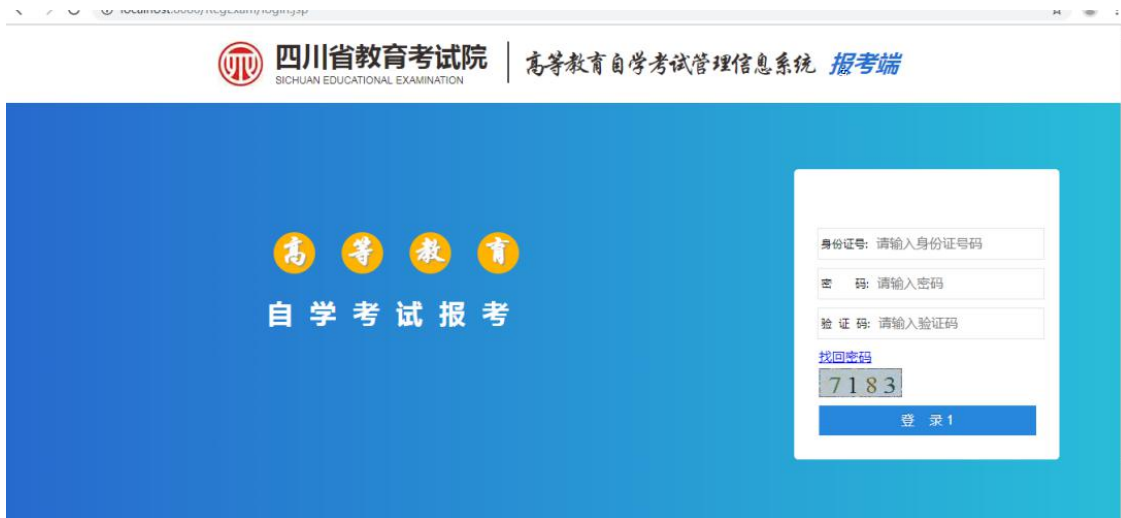 四川省教育考试院
SICHUAN EDUCATIONAL EXAMINATION
高等教育自学考试管理信息系统 报考端
高等教育
自学考试报考
身份证号: 请输入身份证号码
密 码: 请输入密码
验 证 码: 请输入验证码
找回密码
7183
登 录1